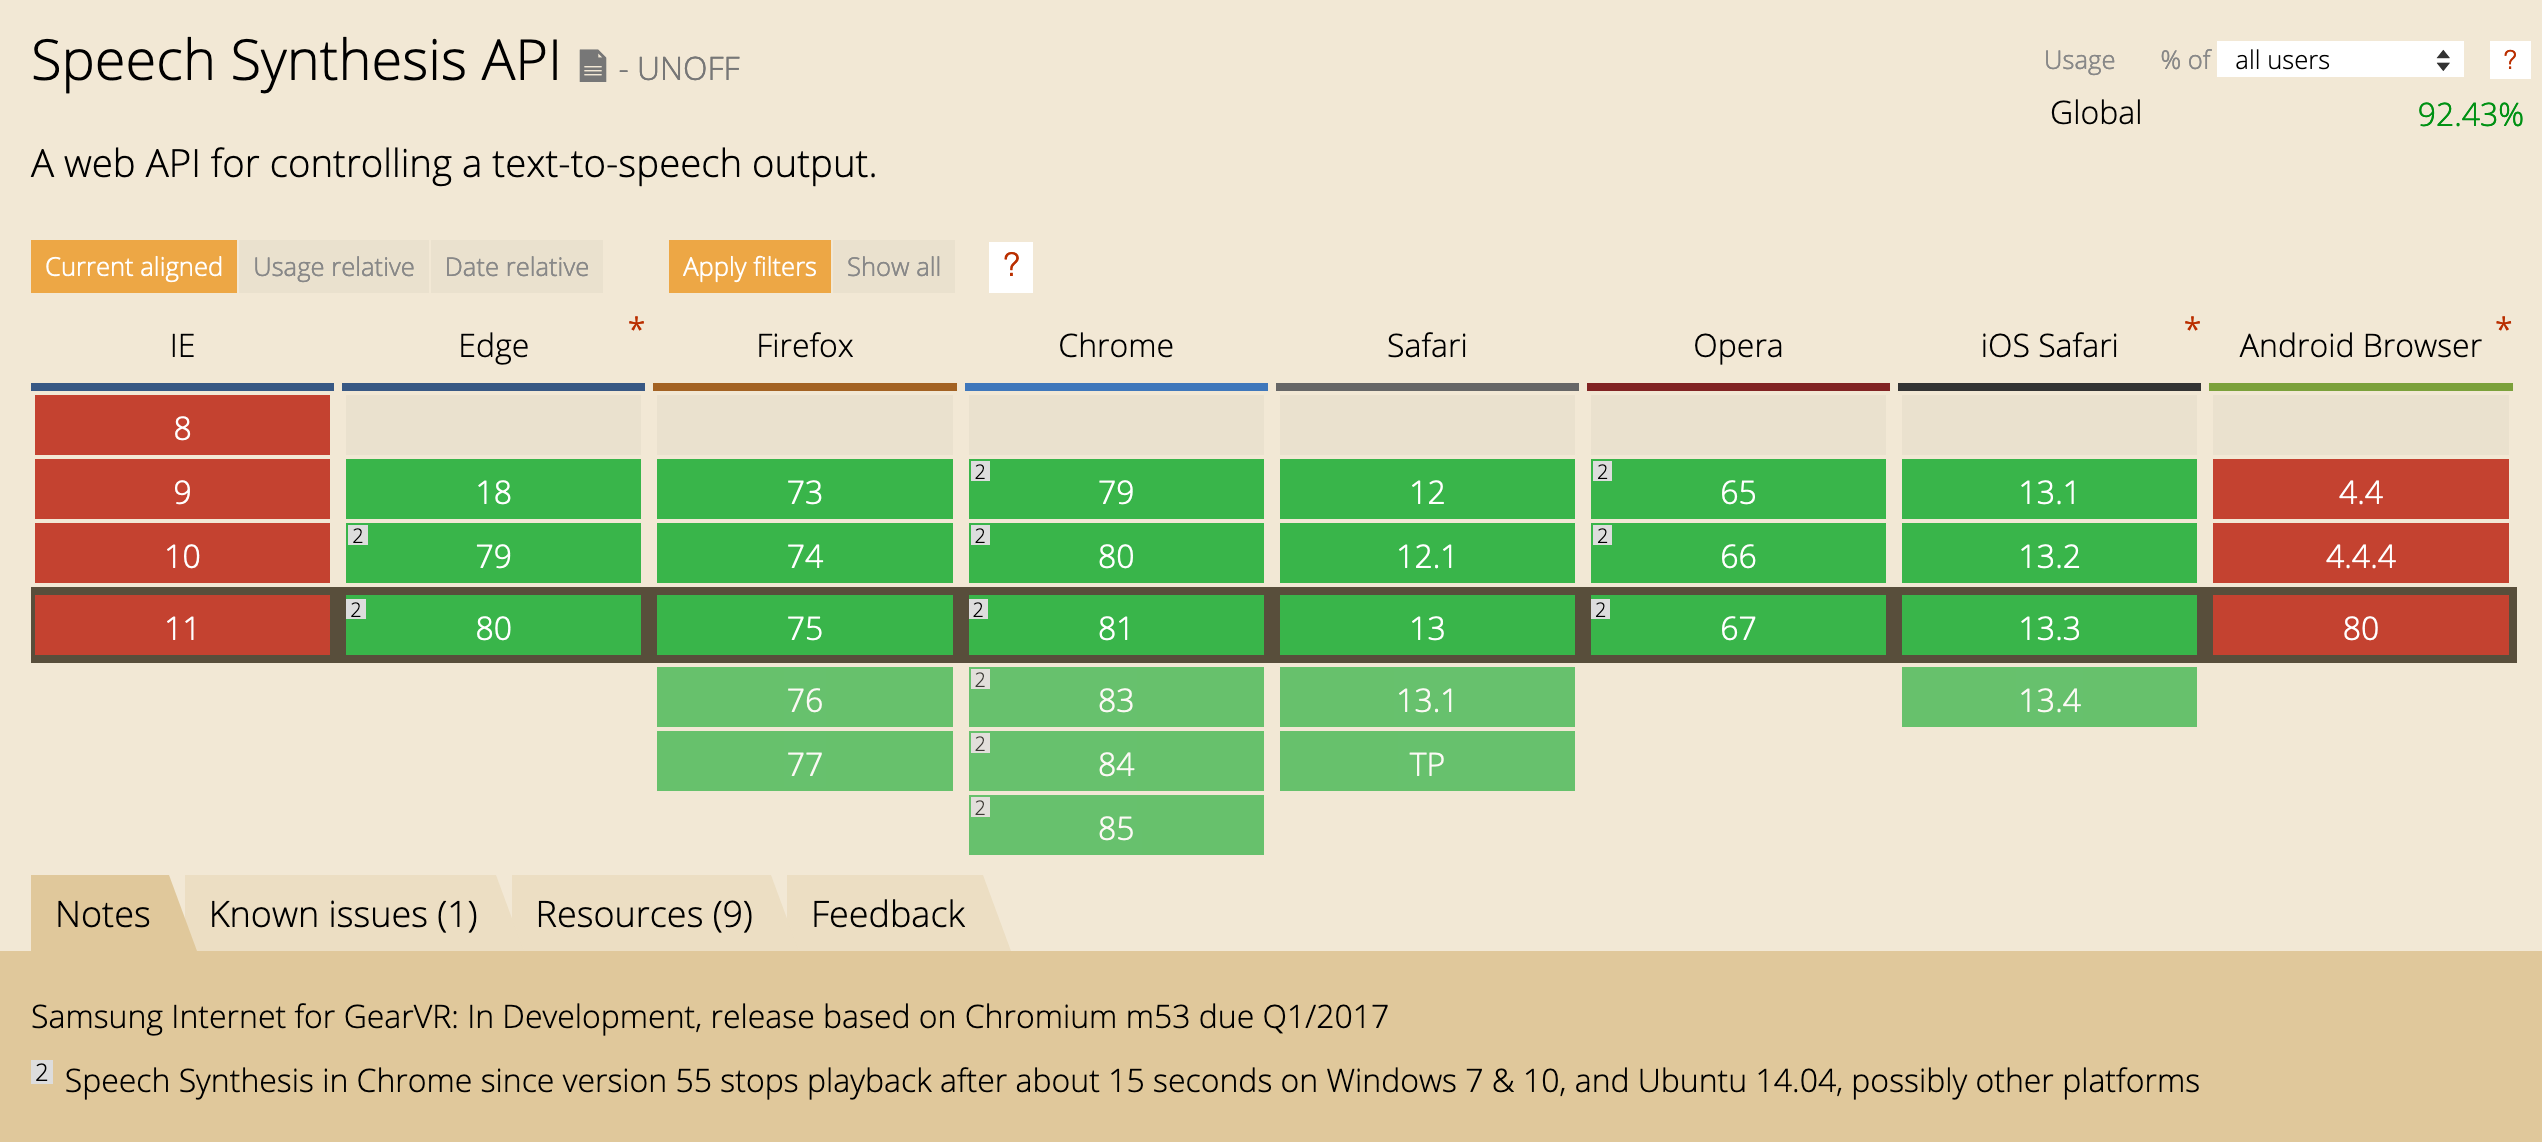 Speech Synthesis API - UNOFF
Usage % of all users ?
Global 92.43%
A web API for controlling a text-to-speech output.
Current aligned Usage relative Date relative Apply filters Show all ?
IE Edge * Firefox Chrome Safari Opera iOS Safari * Android Browser *
8
9 18 73 2 79 12 2 65 13.1 4.4
10 2 79 74 2 80 12.1 2 66 13.2 4.4.4
11 2 80 75 2 81 13 2 67 13.3 80
76 2 83 13.1 13.4
77 2 84 TP
2 85
Notes Known issues (1) Resources (9) Feedback
Samsung Internet for GearVR: In Development, release based on Chromium m53 due Q1/2017
2 Speech Synthesis in Chrome since version 55 stops playback after about 15 seconds on Windows 7 & 10, and Ubuntu 14.04, possibly other platforms